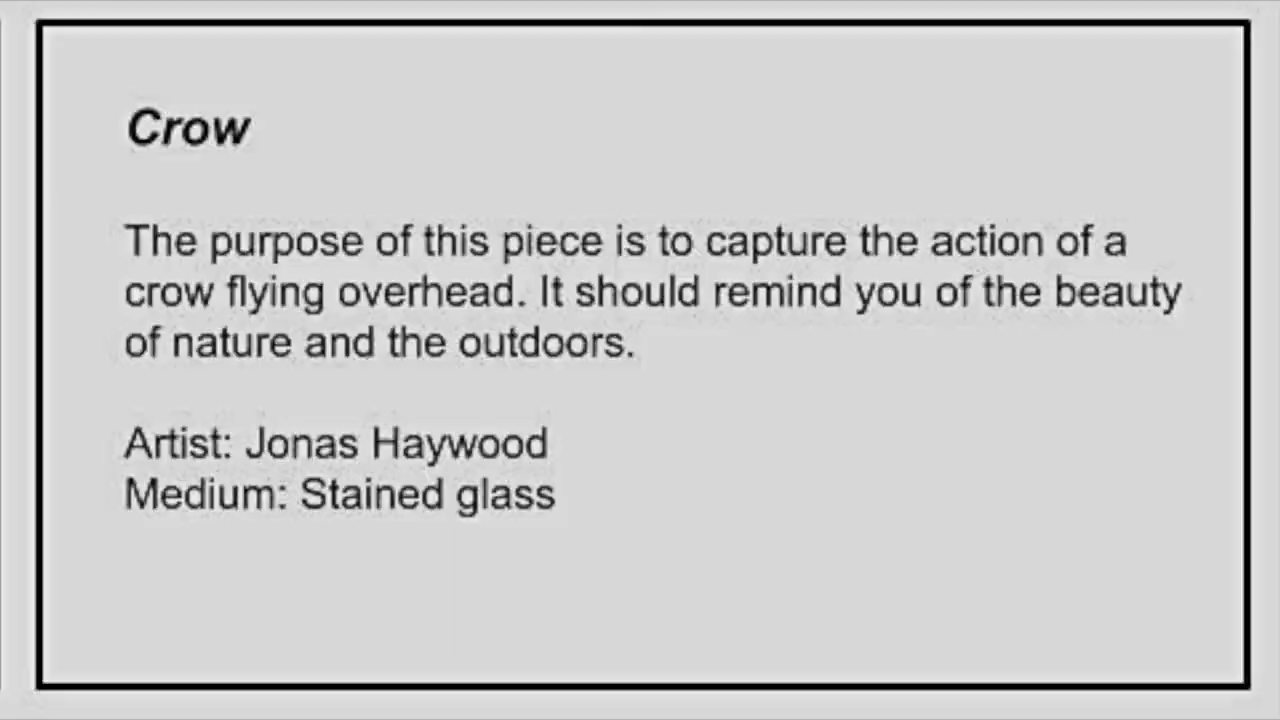 Crow
The purpose of this piece is to capture the action of a
crow flying overhead. It should remind you of the beauty
of nature and the outdoors.
Artist: Jonas Haywood
Medium: Stained glass